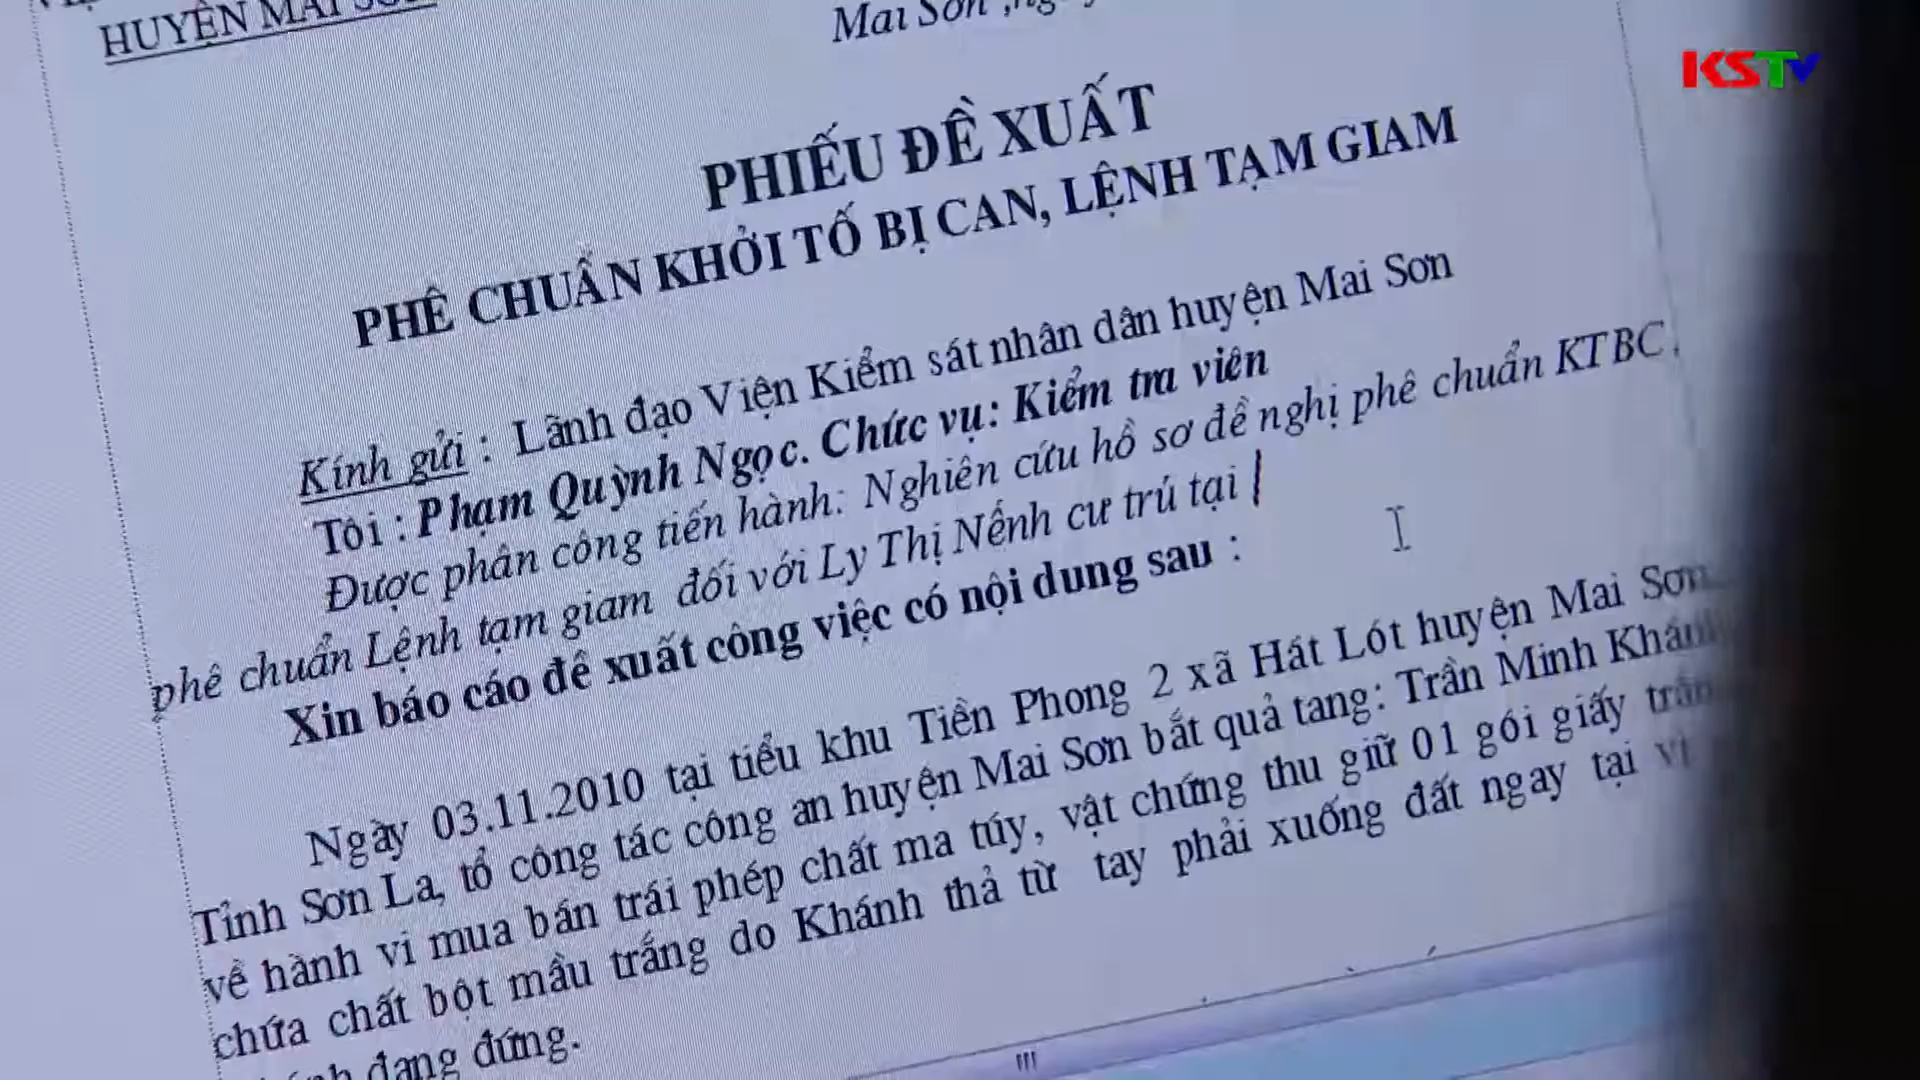 HUYỆN MAI SƠN
Mai Sơn ,ngày
KSTV
PHIẾU ĐỀ XUẤT
PHÊ CHUẨN KHỞI TỐ BỊ CAN, LỆNH TẠM GIAM
Kính gửi : Lãnh đạo Viện Kiểm sát nhân dân huyện Mai Sơn
Tôi : Phạm Quỳnh Ngọc. Chức vụ: Kiểm tra viên
Được phân công tiến hành: Nghiên cứu hồ sơ đề nghị phê chuẩn KTBC,
phê chuẩn Lệnh tạm giam đối với Ly Thị Nếnh cư trú tại
Xin báo cáo đề xuất công việc có nội dung sau :
Ngày 03.11.2010 tại tiểu khu Tiền Phong 2 xã Hát Lót huyện Mai Sơn
Tỉnh Sơn La, tổ công tác công an huyện Mai Sơn bắt quả tang: Trần Minh Khánh
về hành vi mua bán trái phép chất ma túy, vật chứng thu giữ 01 gói giấy trắng
chứa chất bột mầu trắng do Khánh thả từ tay phải xuống đất ngay tại vị
đang đứng.